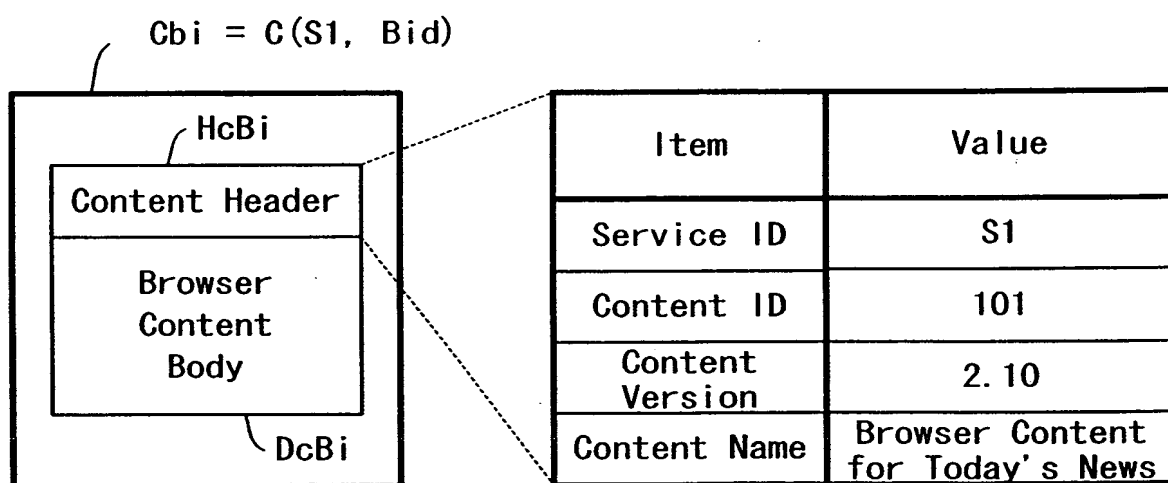 Cbi = C(S1, Bid)
HcBi
Content Header
Browser
Content
Body
DcBi
Item Value
Service ID S1
Content ID 101
Content
Version
2.10
Content Name
Browser Content
for Today's News